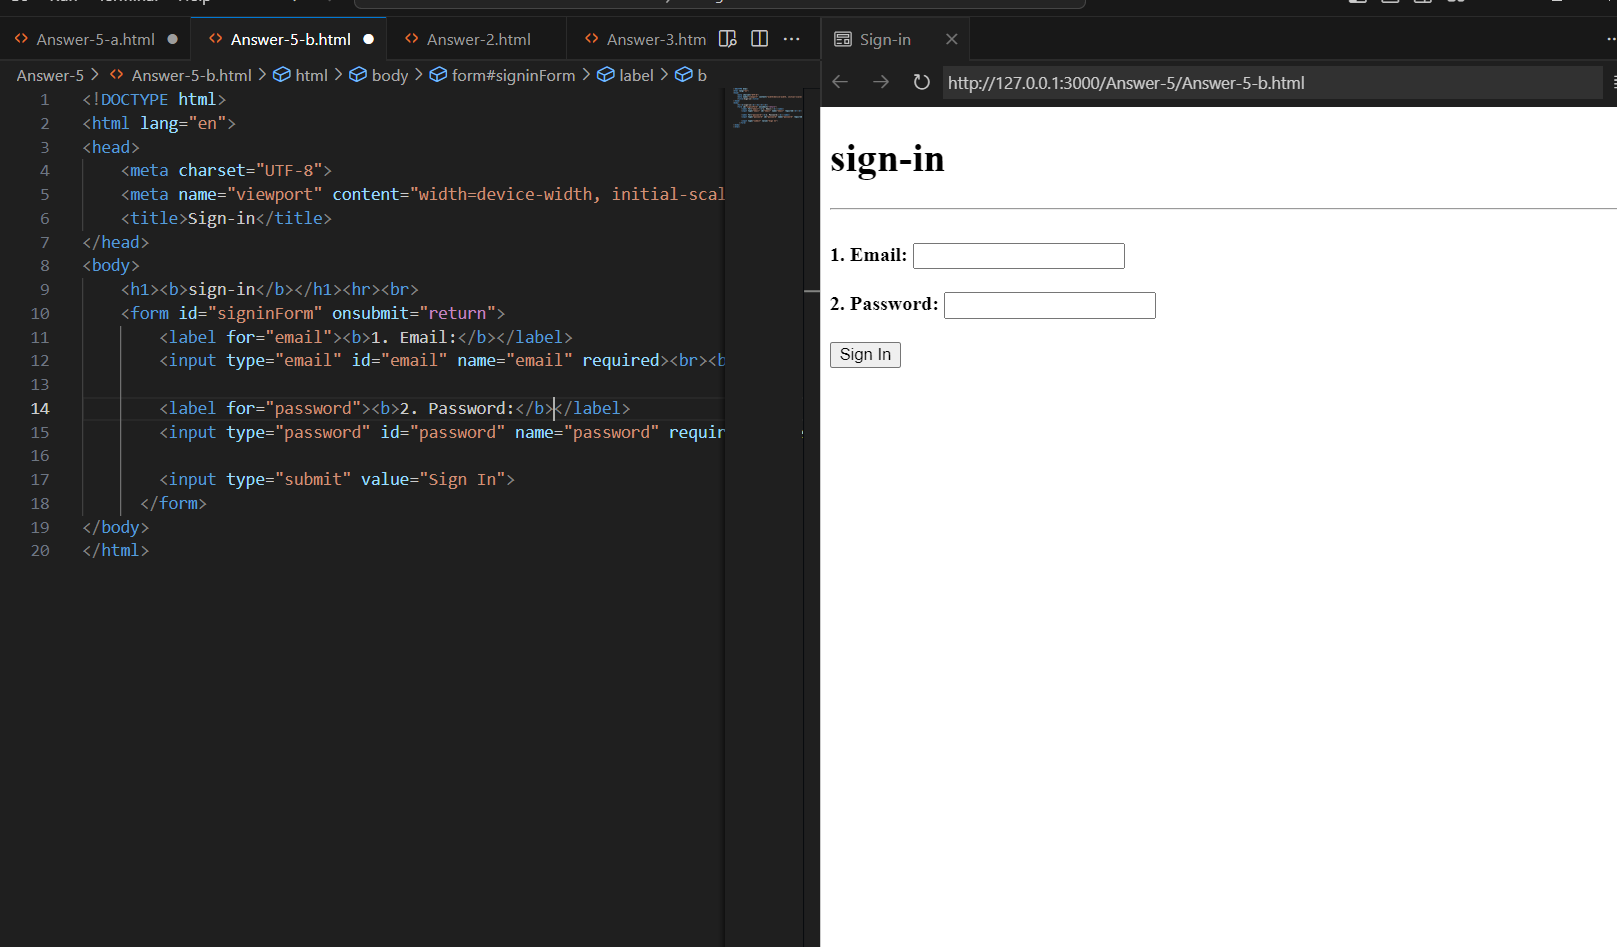 Answer-5-a.html Answer-5-b.html Answer-2.html Answer-3.htm
Answer-5 > Answer-5-b.html > html > body > form#signinForm > label > b
1 <!DOCTYPE html>
2 <html lang="en">
3 <head>
4 <meta charset="UTF-8">
5 <meta name="viewport" content="width=device-width, initial-scal
6 <title>Sign-in</title>
7 </head>
8 <body>
9 <h1><b>sign-in</b></h1><hr><br>
10 <form id="signinForm" onsubmit="return">
11 <label for="email"><b>1. Email:</b></label>
12 <input type="email" id="email" name="email" required><br><b
13
14 <label for="password"><b>2. Password:</b></label>
15 <input type="password" id="password" name="password" requir
16
17 <input type="submit" value="Sign In">
18 </form>
19 </body>
20 </html>
Sign-in
http://127.0.0.1:3000/Answer-5/Answer-5-b.html
sign-in
1. Email:
2. Password:
Sign In